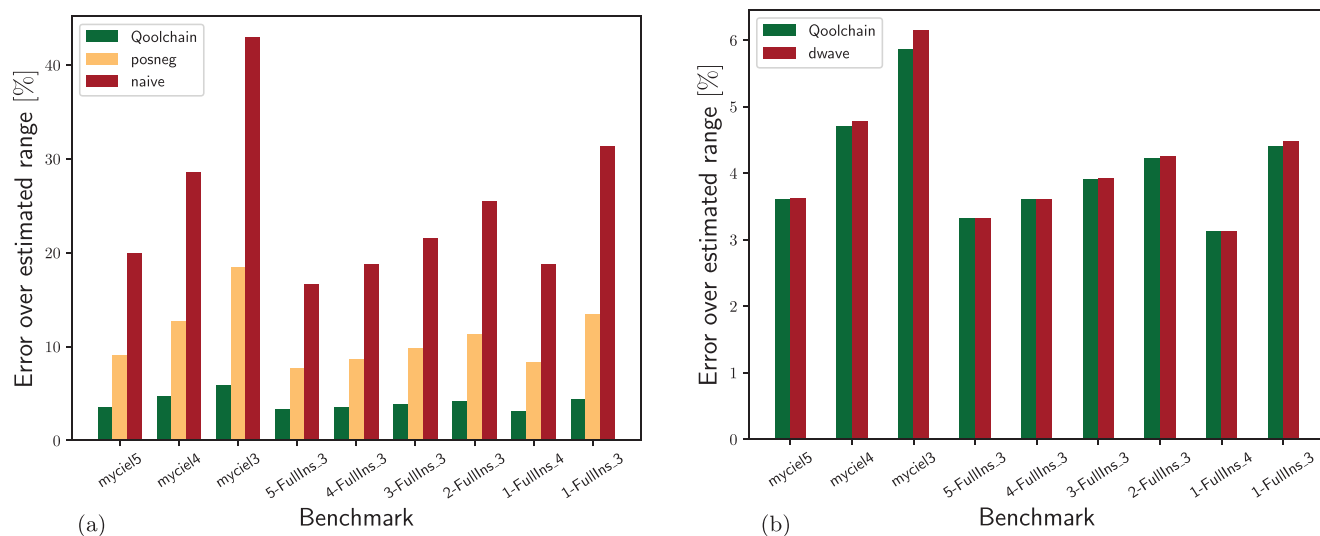 Qoolchain
posneg
naive
Error over estimated range [%]
40
30
20
10
0
myciel5
myciel4
myciel3
5-FullIns_3
4-FullIns_3
3-FullIns_3
2-FullIns_3
1-FullIns_4
1-FullIns_3
(a)
Benchmark
Qoolchain
dwave
Error over estimated range [%]
6
5
4
3
2
1
0
myciel5
myciel4
myciel3
5-FullIns_3
4-FullIns_3
3-FullIns_3
2-FullIns_3
1-FullIns_4
1-FullIns_3
(b)
Benchmark